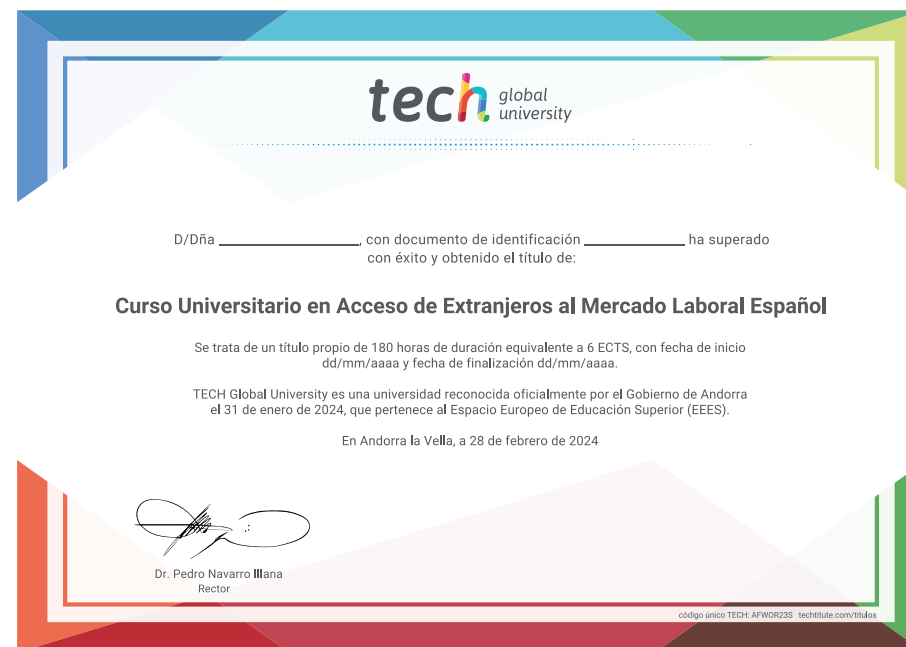 tech global university
D/Dña ____________________, con documento de identificación ______________ ha superado
con éxito y obtenido el título de:
Curso Universitario en Acceso de Extranjeros al Mercado Laboral Español
Se trata de un título propio de 180 horas de duración equivalente a 6 ECTS, con fecha de inicio
dd/mm/aaaa y fecha de finalización dd/mm/aaaa.
TECH Global University es una universidad reconocida oficialmente por el Gobierno de Andorra
el 31 de enero de 2024, que pertenece al Espacio Europeo de Educación Superior (EEES).
En Andorra la Vella, a 28 de febrero de 2024
Dr. Pedro Navarro Illana
Rector
código único TECH: AFWOR23S techtitute.com/titulos